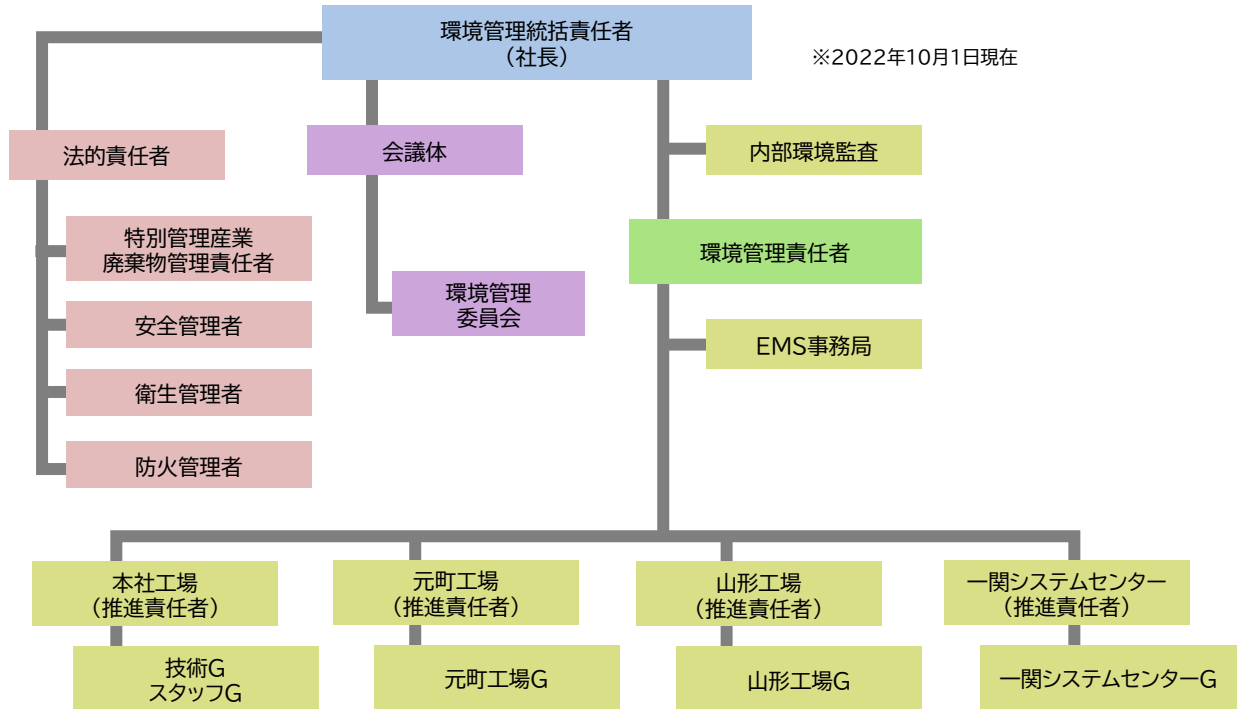 環境管理統括責任者
（社長）
※2022年10月1日現在
法的責任者
会議体
内部環境監査
特別管理産業
廃棄物管理責任者
環境管理責任者
環境管理
委員会
安全管理者
EMS事務局
衛生管理者
防火管理者
本社工場
（推進責任者）
元町工場
（推進責任者）
山形工場
（推進責任者）
一関システムセンター
（推進責任者）
技術G
スタッフG
元町工場G
山形工場G
一関システムセンターG